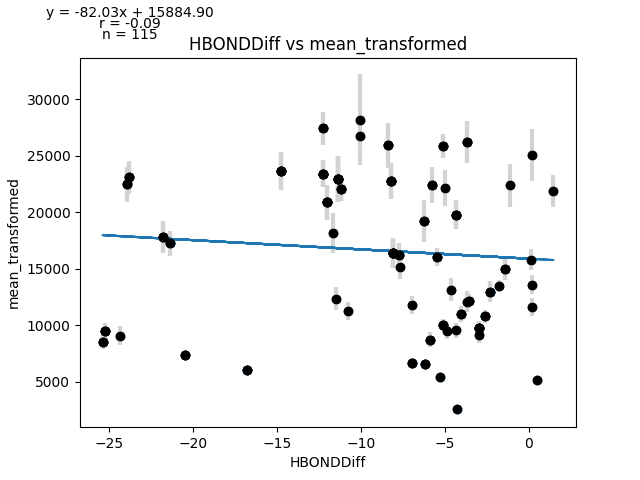 y = -82.03x + 15884.90
r = -0.09
n = 115
HBONDDiff vs mean_transformed
mean_transformed
30000
25000
20000
15000
10000
5000
−25
−20
−15
−10
−5
0
HBONDDiff